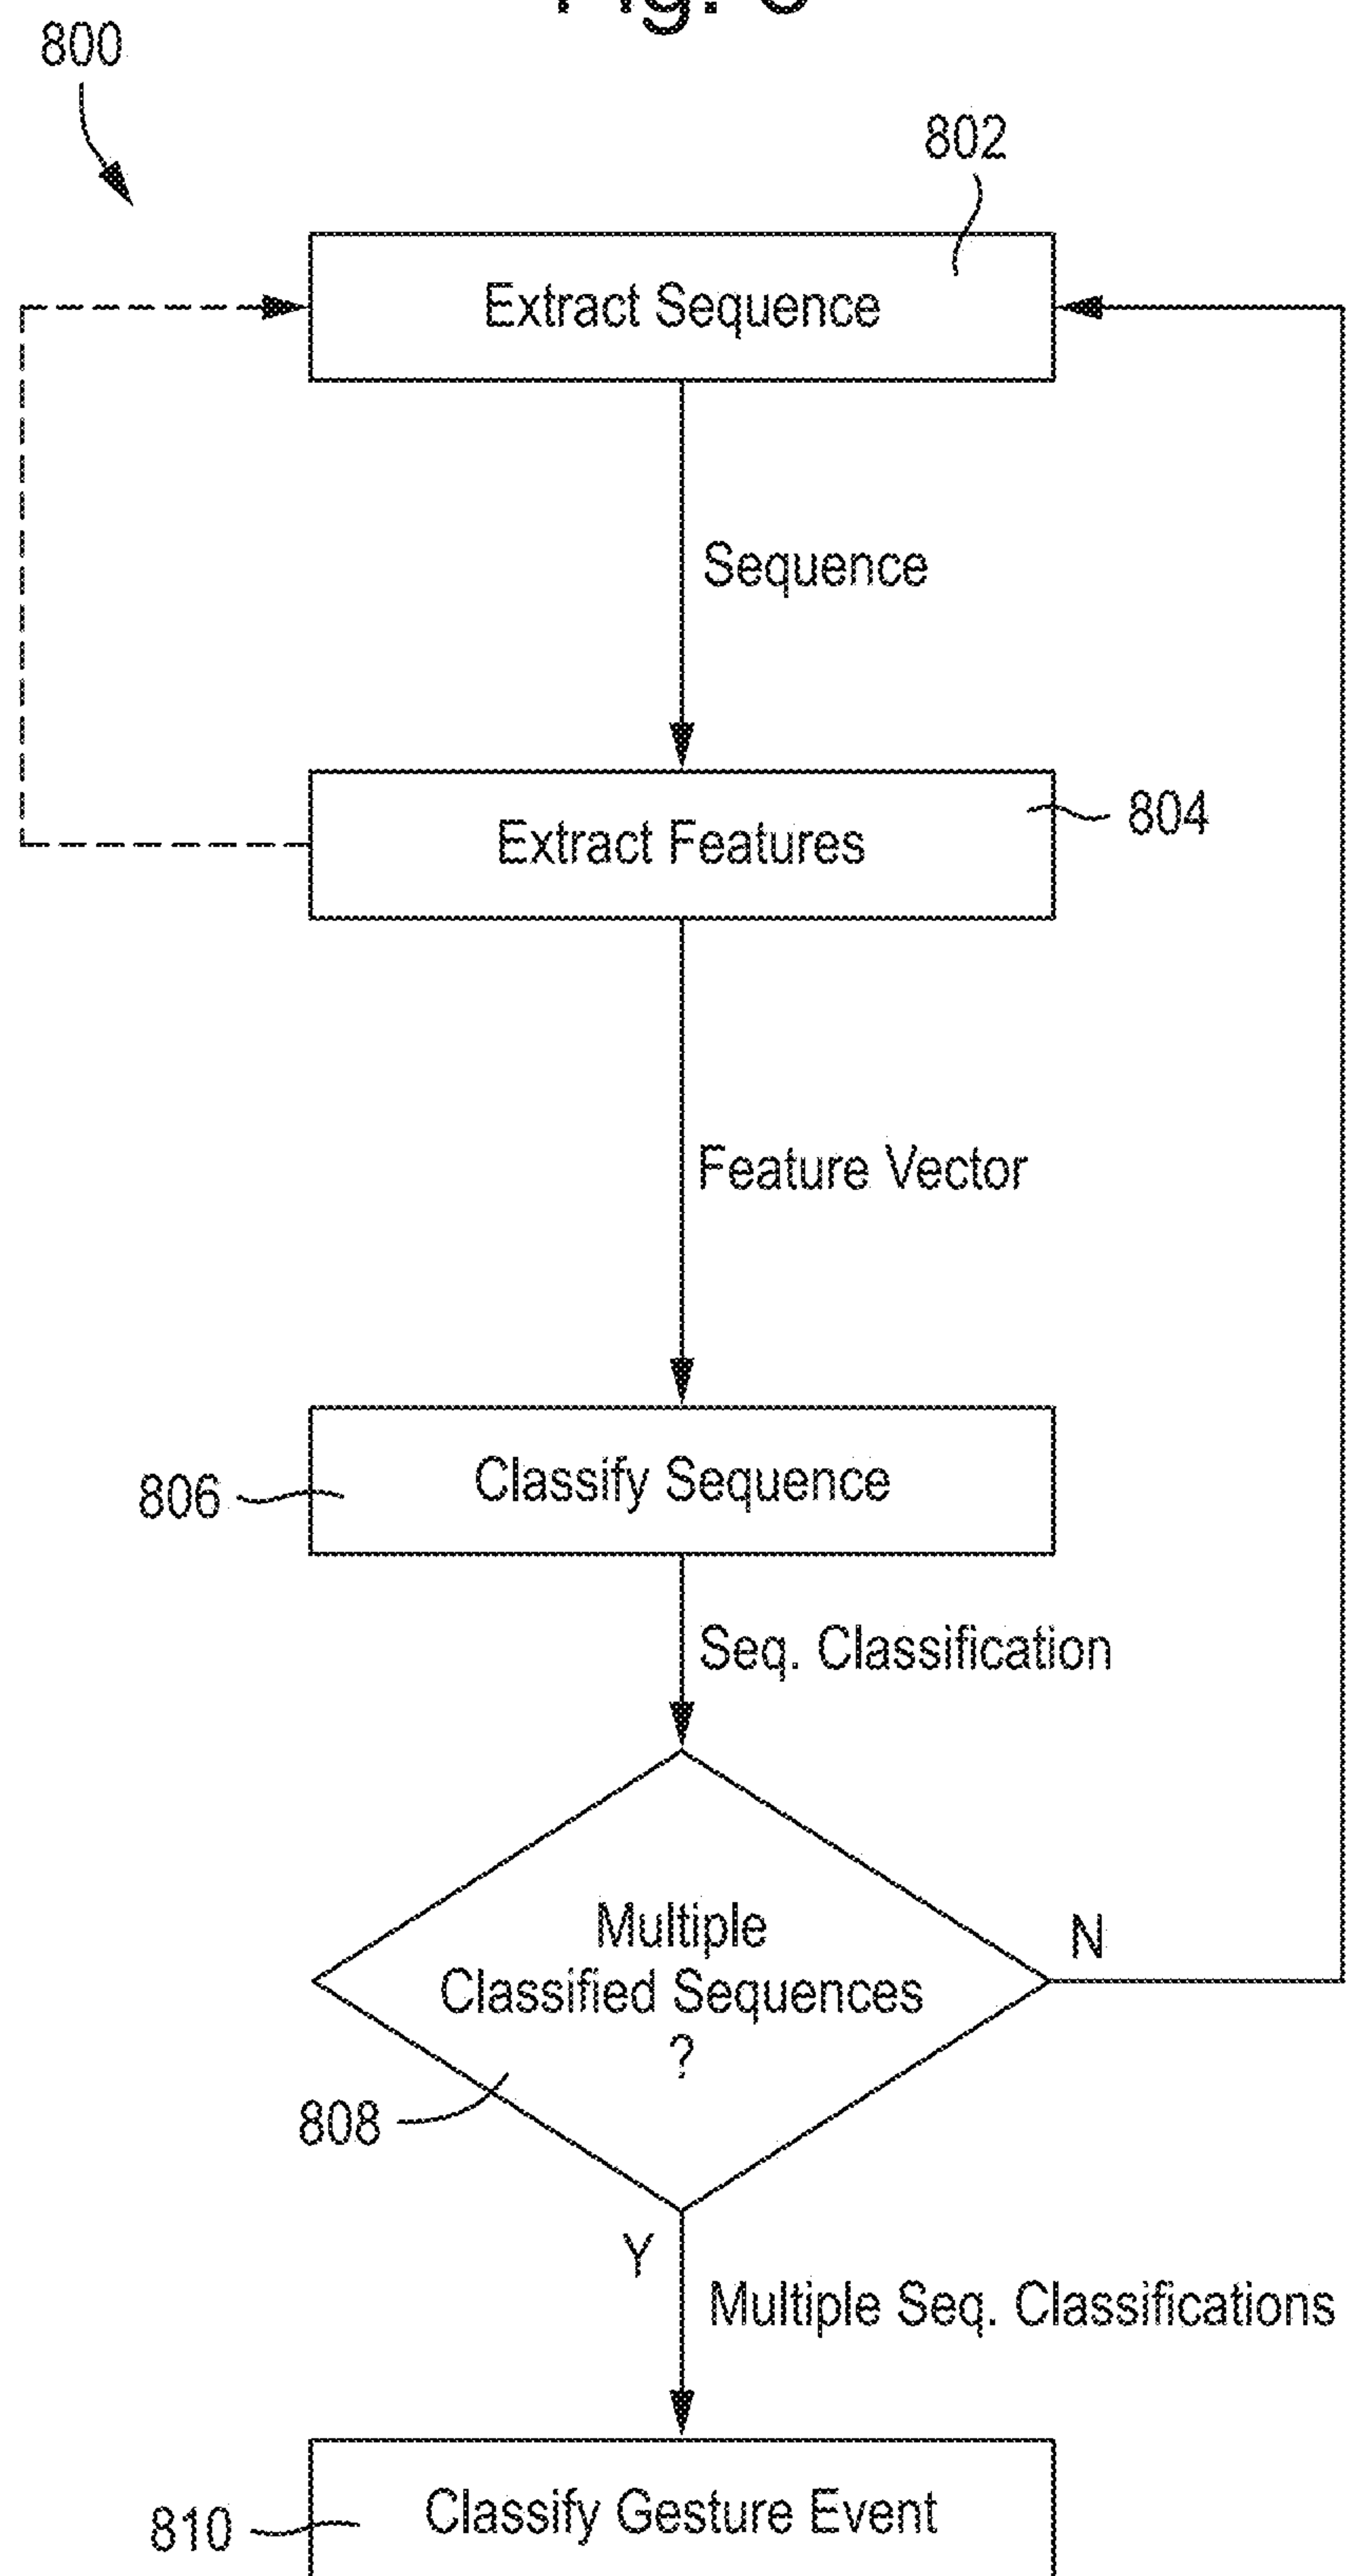 800
802
Extract Sequence
Sequence
Extract Features
804
Feature Vector
Classify Sequence
806
Seq. Classification
Multiple
Classified Sequences
?
N
808
Y
Multiple Seq. Classifications
Classify Gesture Event
810